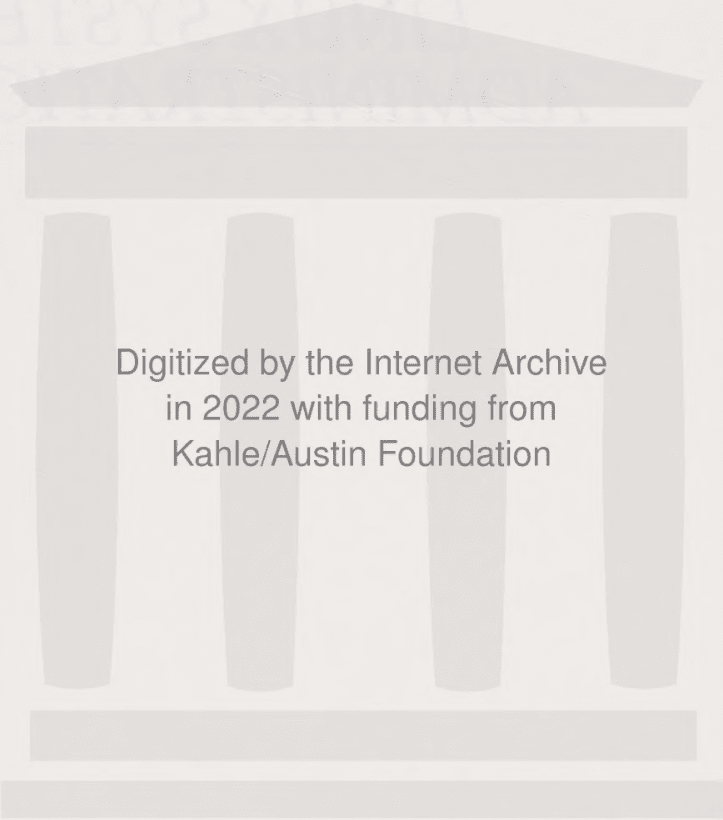 Digitized by the Internet Archive
in 2022 with funding from
Kahle/Austin Foundation